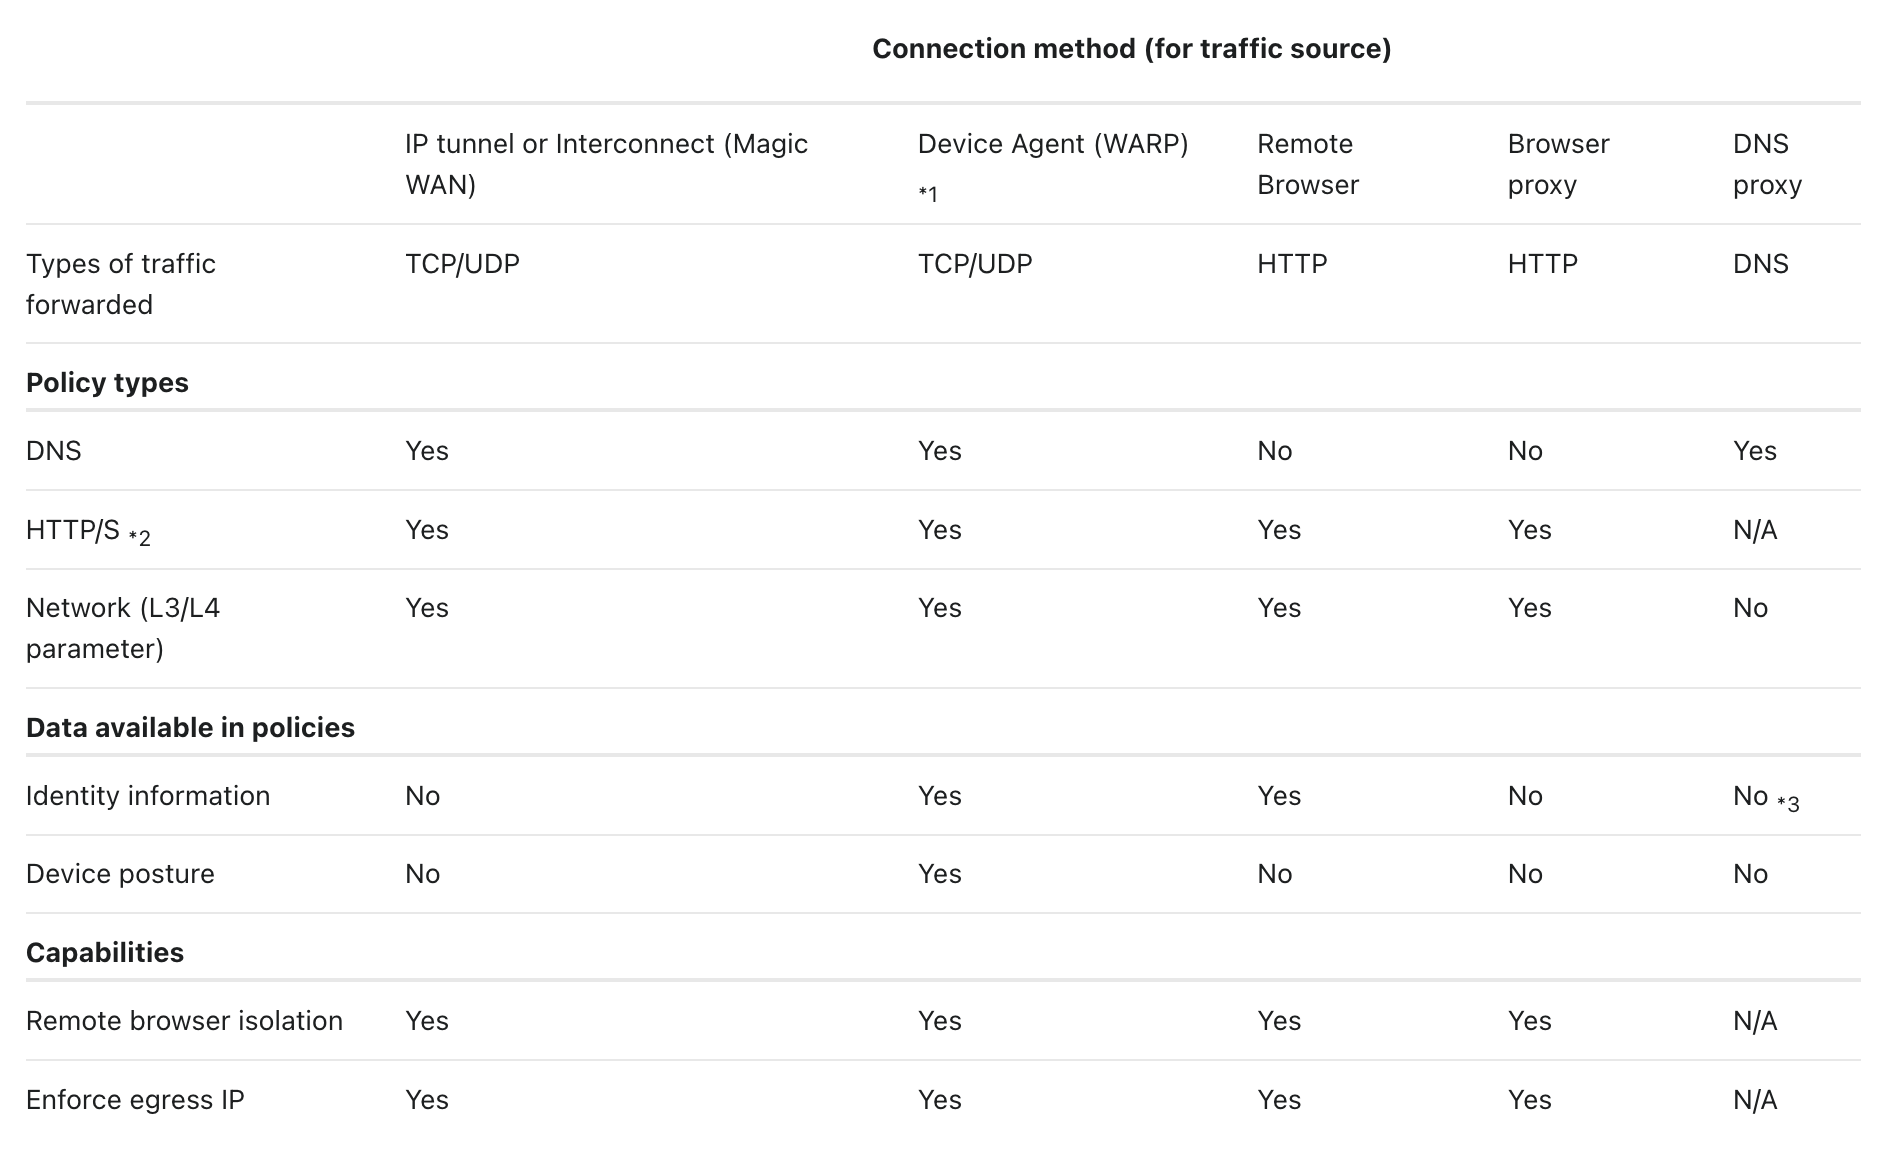 Connection method (for traffic source)
IP tunnel or Interconnect (Magic WAN) Device Agent (WARP) *1 Remote Browser Browser proxy DNS proxy
Types of traffic forwarded TCP/UDP TCP/UDP HTTP HTTP DNS
Policy types
DNS Yes Yes No No Yes
HTTP/S *2 Yes Yes Yes Yes N/A
Network (L3/L4 parameter) Yes Yes Yes Yes No
Data available in policies
Identity information No Yes Yes No No *3
Device posture No Yes No No No
Capabilities
Remote browser isolation Yes Yes Yes Yes N/A
Enforce egress IP Yes Yes Yes Yes N/A